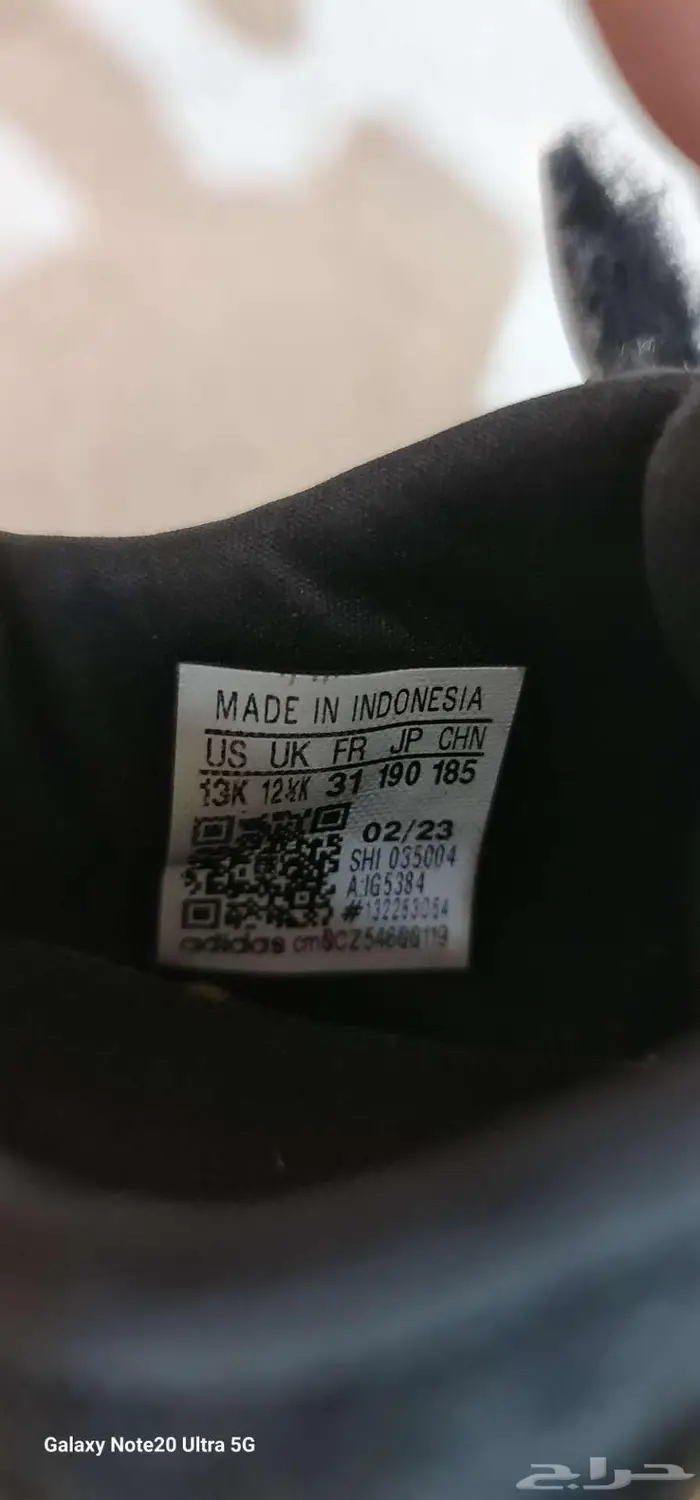 MADE IN INDONESIA
US UK FR JP CHN
13K 12½K 31 190 185
02/23
SHI 035004
A:IG5384
#132253054
adidas
Galaxy Note20 Ultra 5G
حراج